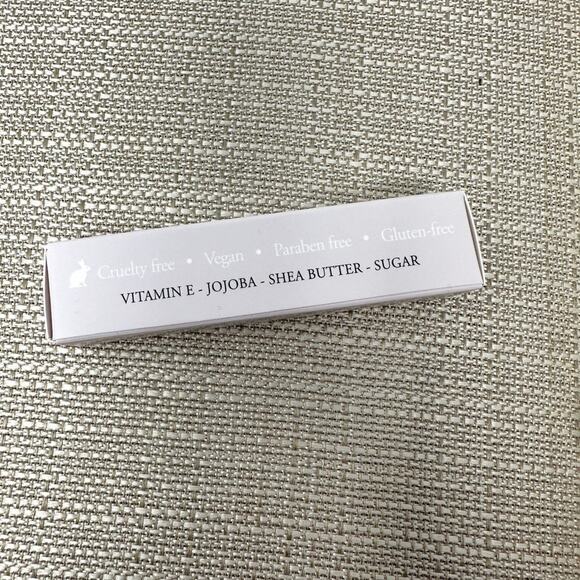 Cruelty free • Vegan • Paraben free • Gluten-free
VITAMIN E - JOJOBA - SHEA BUTTER - SUGAR